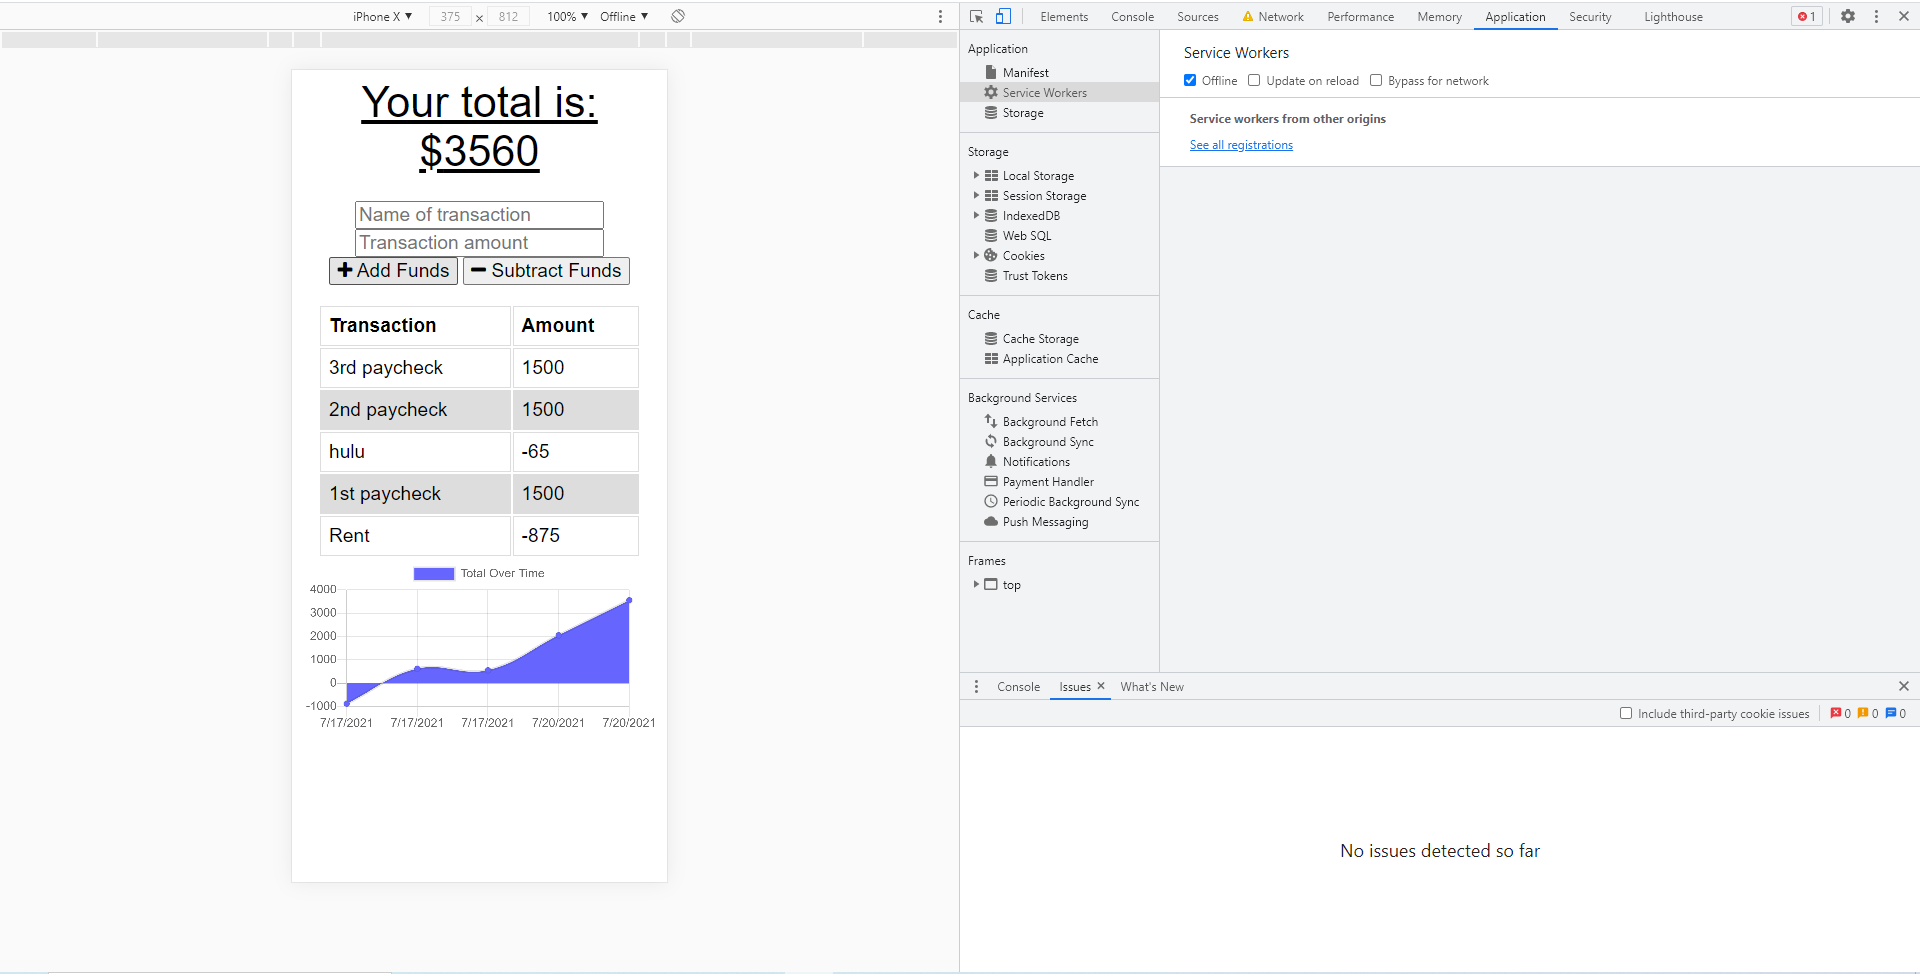 iPhone X ▼ 375 × 812 100% ▼ Offline ▼
Your total is:
$3560
Name of transaction
Transaction amount
Add Funds Subtract Funds
Transaction Amount
3rd paycheck 1500
2nd paycheck 1500
hulu -65
1st paycheck 1500
Rent -875
Total Over Time
4000
3000
2000
1000
0
-1000
7/17/2021 7/17/2021 7/17/2021 7/20/2021 7/20/2021
Elements Console Sources Network Performance Memory Application Security Lighthouse 1
Application
Manifest
Service Workers
Storage
Storage
Local Storage
Session Storage
IndexedDB
Web SQL
Cookies
Trust Tokens
Cache
Cache Storage
Application Cache
Background Services
Background Fetch
Background Sync
Notifications
Payment Handler
Periodic Background Sync
Push Messaging
Frames
top
Service Workers
Offline Update on reload Bypass for network
Service workers from other origins
See all registrations
Console Issues × What's New
Include third-party cookie issues 0 0 0
No issues detected so far